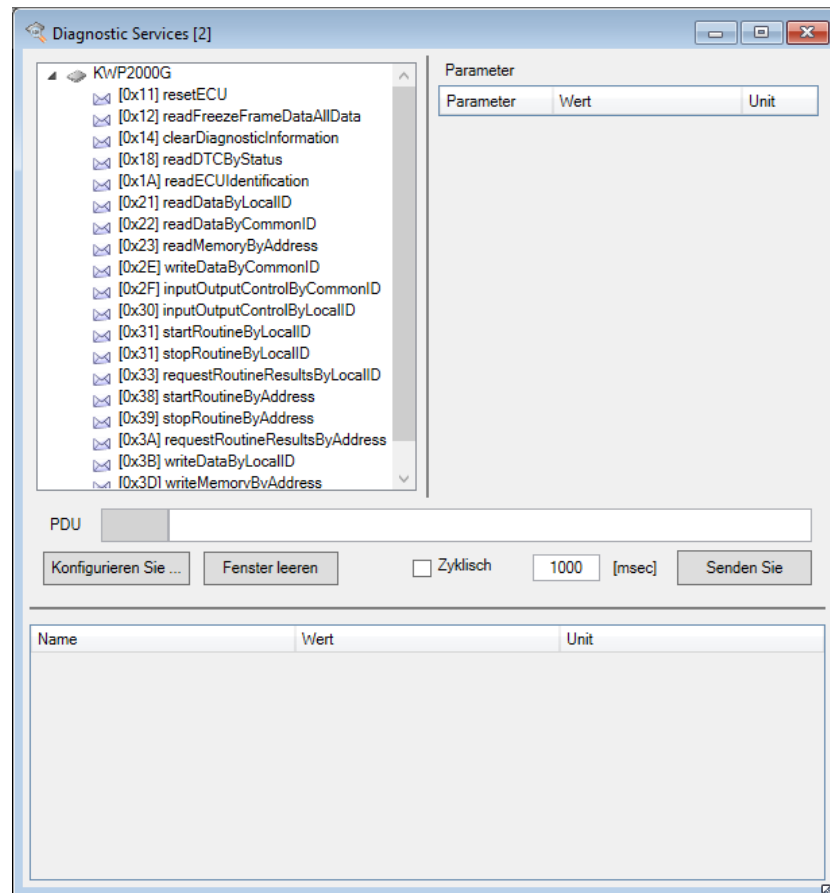 Diagnostic Services [2]
KWP2000G
[0x11] resetECU
[0x12] readFreezeFrameDataAllData
[0x14] clearDiagnosticInformation
[0x18] readDTCByStatus
[0x1A] readECUIdentification
[0x21] readDataByLocalID
[0x22] readDataByCommonID
[0x23] readMemoryByAddress
[0x2E] writeDataByCommonID
[0x2F] inputOutputControlByCommonID
[0x30] inputOutputControlByLocalID
[0x31] startRoutineByLocalID
[0x31] stopRoutineByLocalID
[0x33] requestRoutineResultsByLocalID
[0x38] startRoutineByAddress
[0x39] stopRoutineByAddress
[0x3A] requestRoutineResultsByAddress
[0x3B] writeDataByLocalID
[0x3D] writeMemoryByAddress
Parameter
Parameter Wert Unit
PDU
Konfigurieren Sie ... Fenster leeren Zyklisch 1000 [msec] Senden Sie
Name Wert Unit